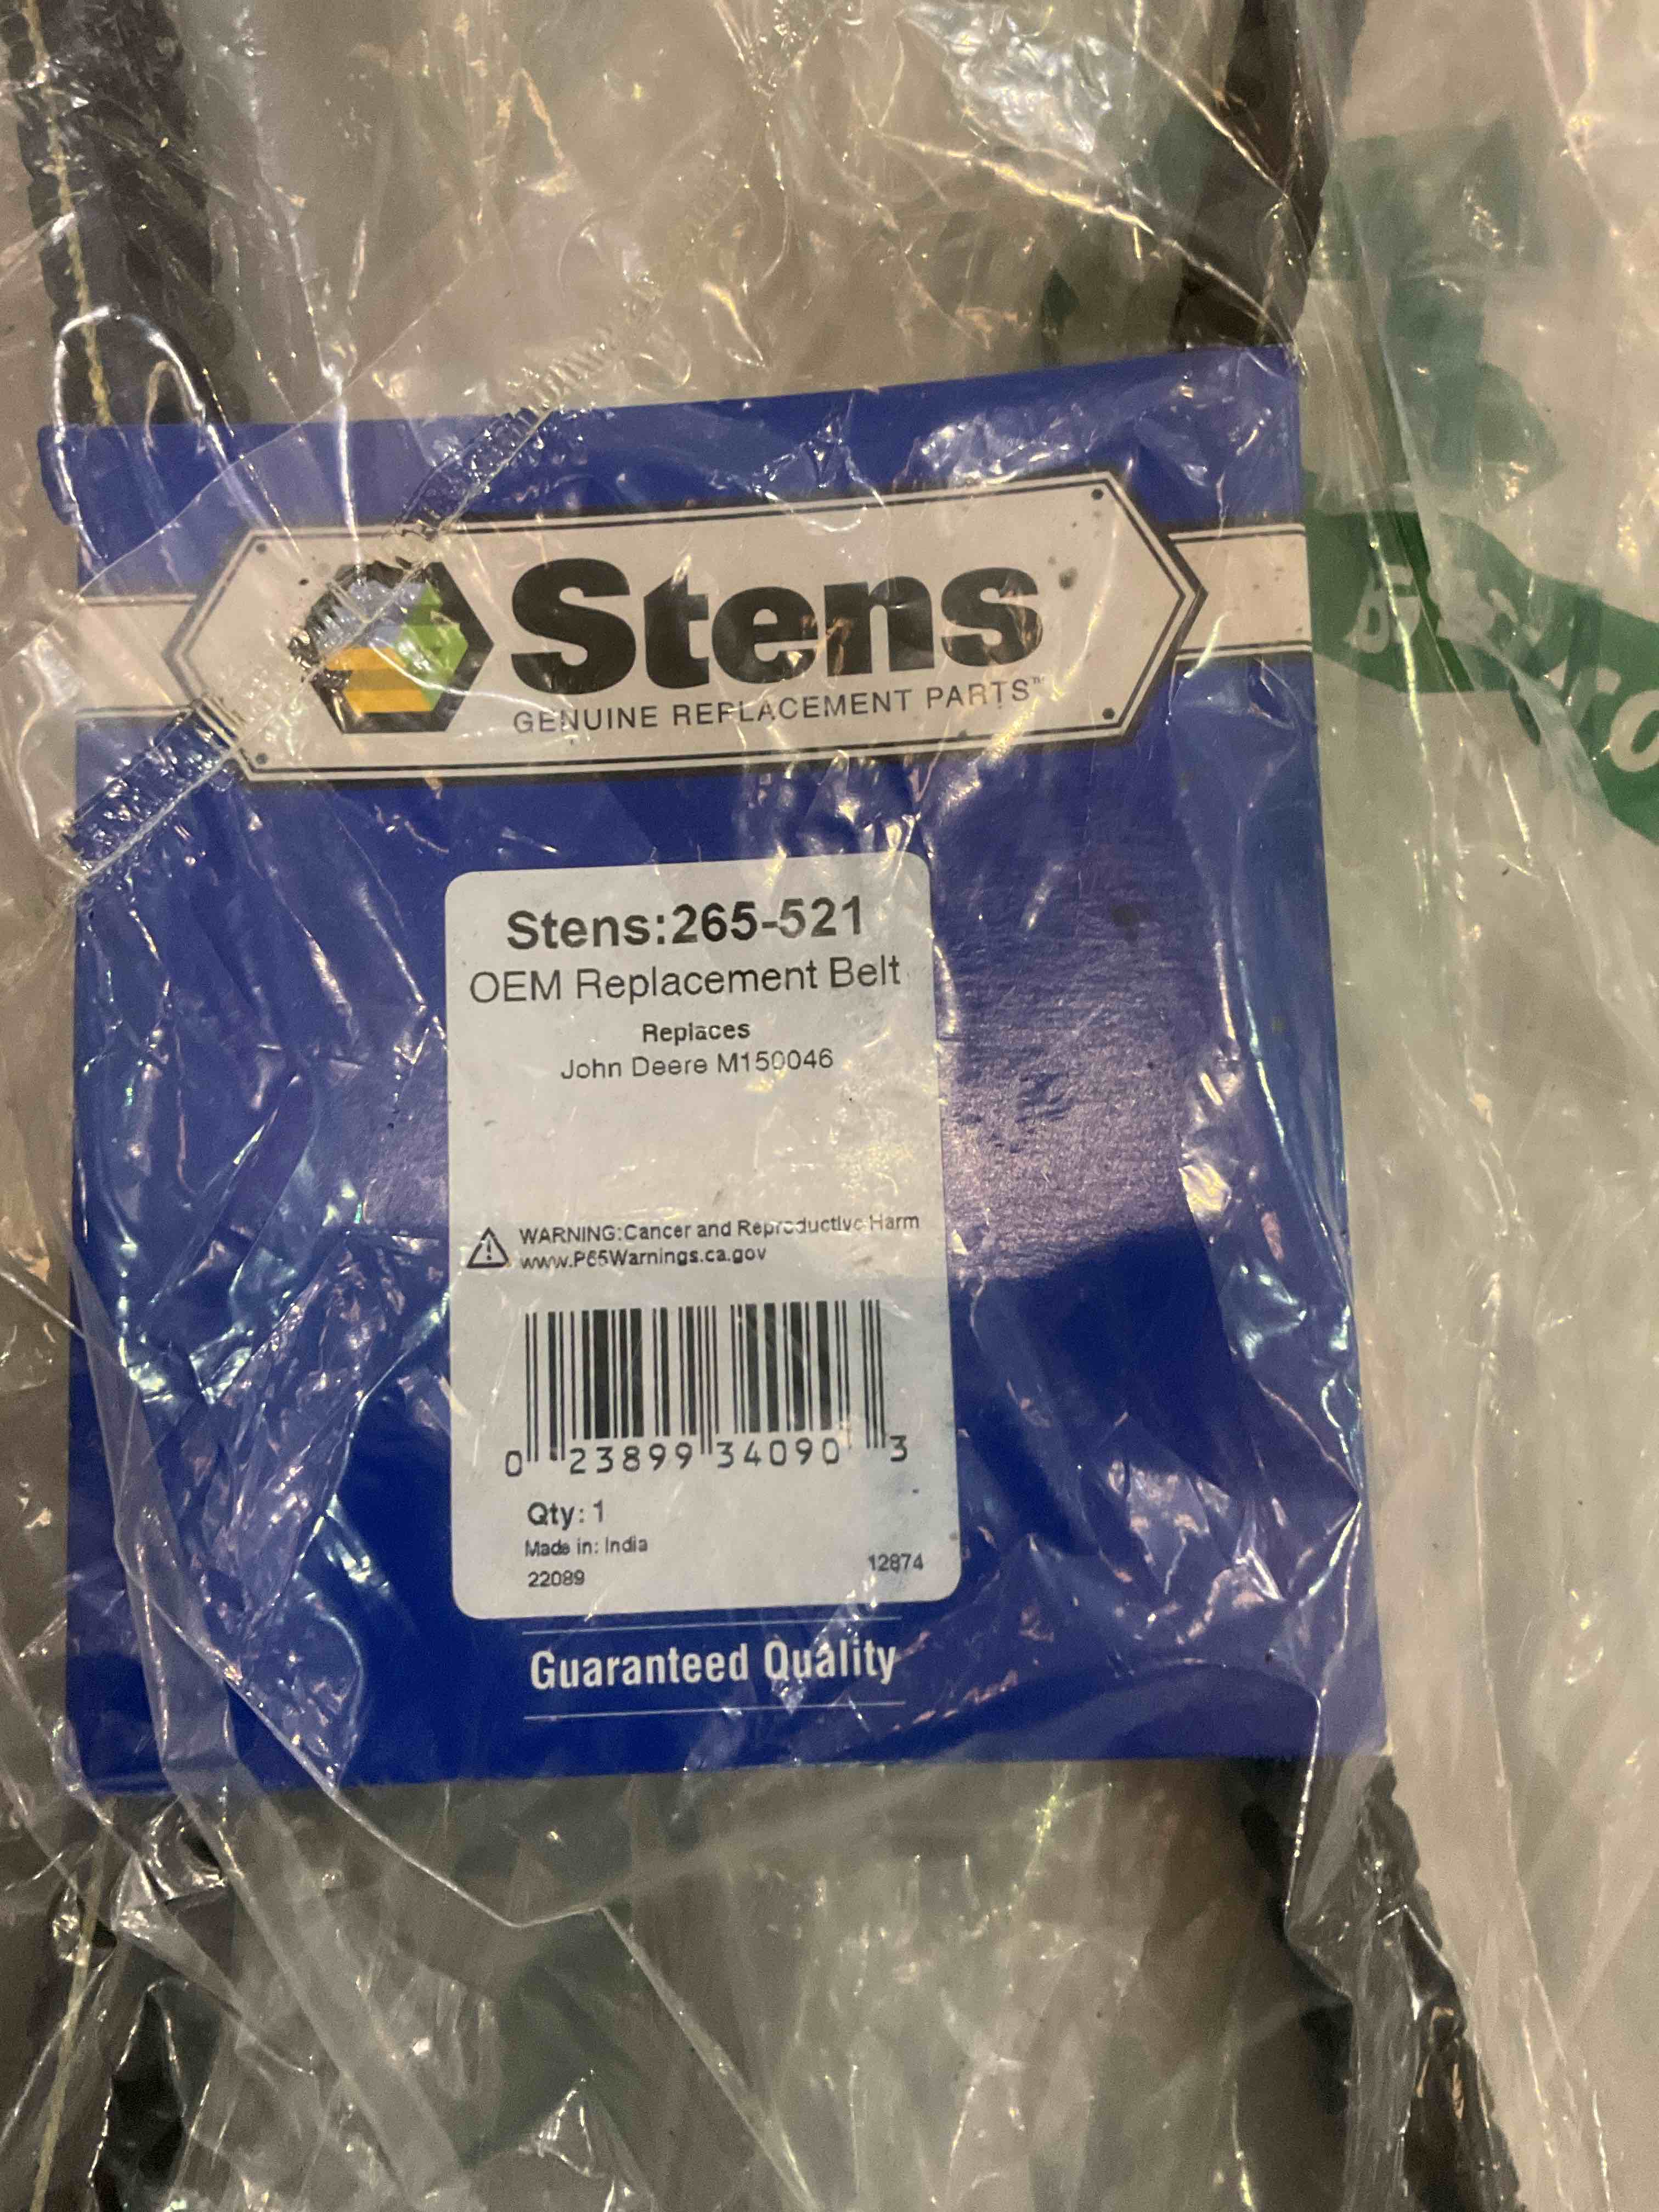 Stens
GENUINE REPLACEMENT PARTS™
Stens:265-521
OEM Replacement Belt
Replaces
John Deere M150046
WARNING:Cancer and Reproductive Harm
www.P65Warnings.ca.gov
0 23899 34090 3
Qty: 1
Made in: India
22089 12874
Guaranteed Quality